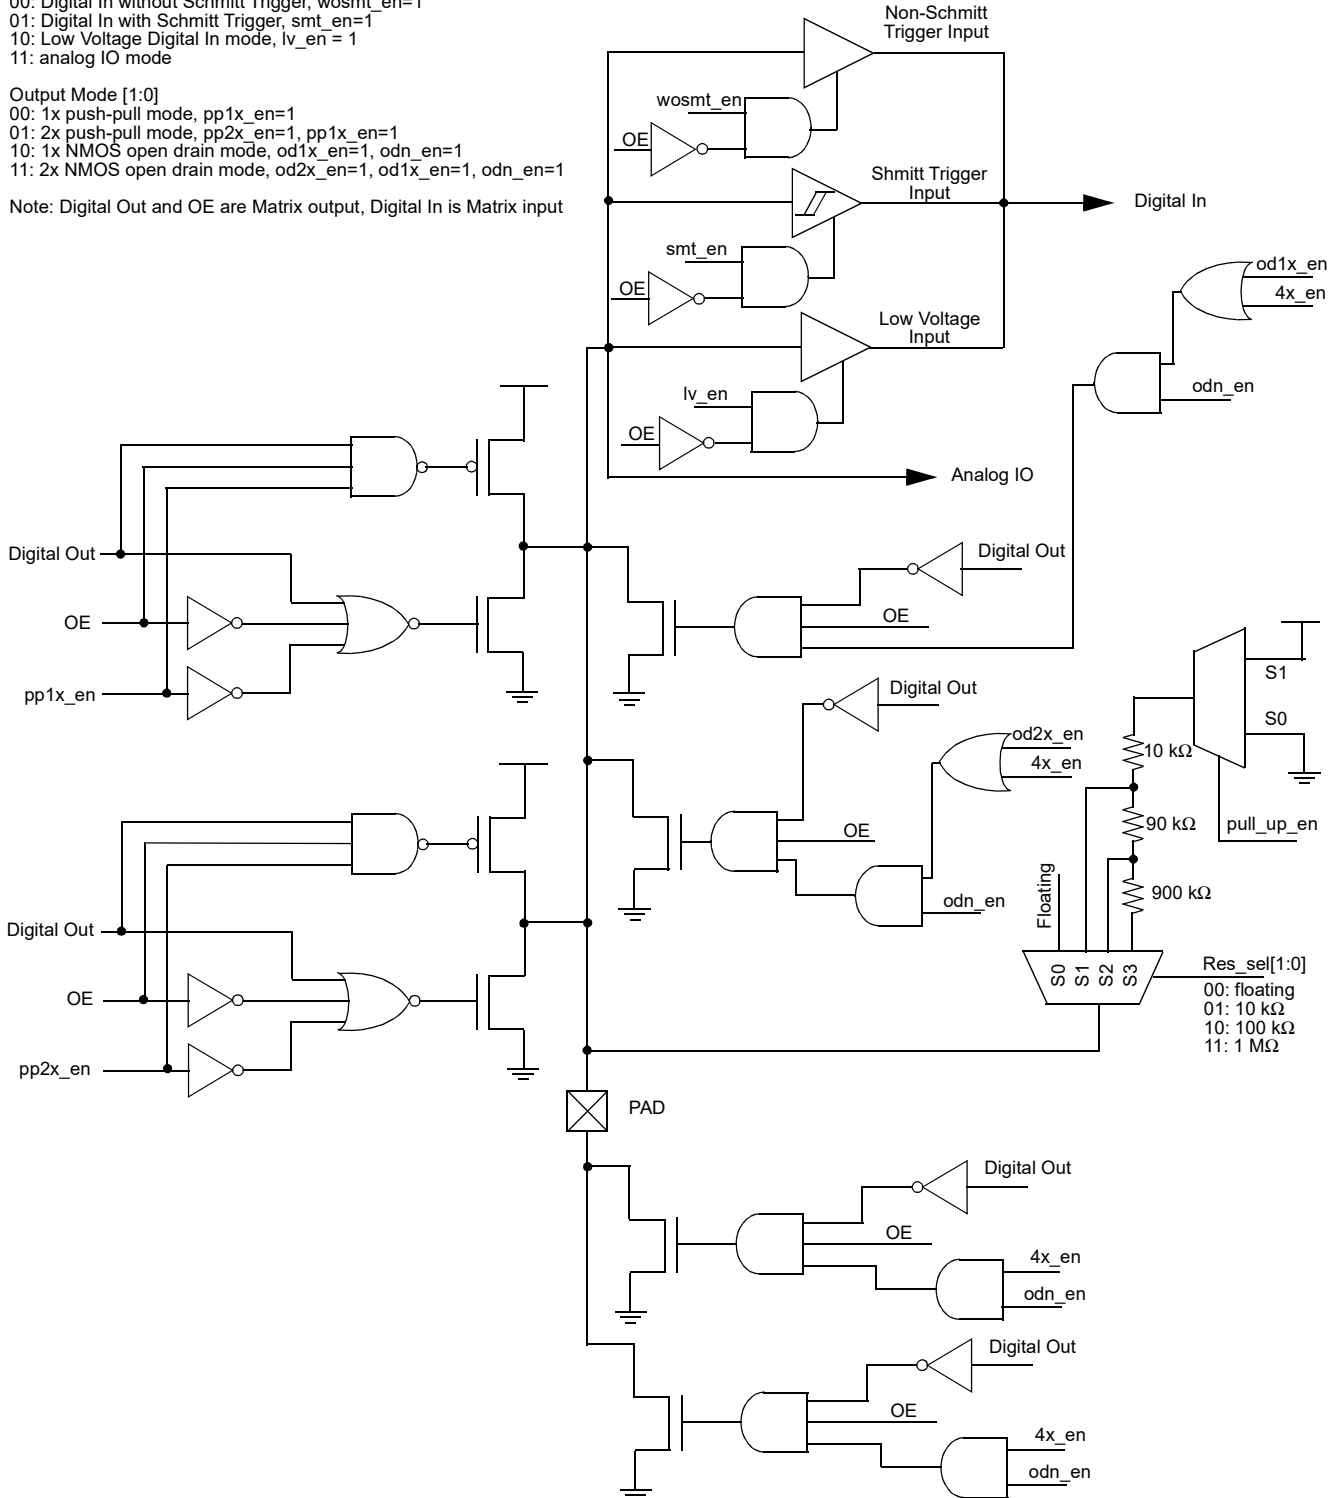 00: Digital In without Schmitt Trigger, wosmt_en=1
01: Digital In with Schmitt Trigger, smt_en=1
10: Low Voltage Digital In mode, lv_en = 1
11: analog IO mode
Output Mode [1:0]
00: 1x push-pull mode, pp1x_en=1
01: 2x push-pull mode, pp2x_en=1, pp1x_en=1
10: 1x NMOS open drain mode, od1x_en=1, odn_en=1
11: 2x NMOS open drain mode, od2x_en=1, od1x_en=1, odn_en=1
Note: Digital Out and OE are Matrix output, Digital In is Matrix input
Non-Schmitt
Trigger Input
wosmt_en
OE
Shmitt Trigger
Input
Digital In
smt_en
OE
od1x_en
4x_en
Low Voltage
Input
odn_en
lv_en
OE
Analog IO
Digital Out
Digital Out
OE
OE
pp1x_en
S1
S0
Digital Out
od2x_en
4x_en
10 kΩ
90 kΩ
pull_up_en
OE
Floating
900 kΩ
odn_en
Digital Out
S0
S1
S2
S3
Res_sel[1:0]
00: floating
01: 10 kΩ
10: 100 kΩ
11: 1 MΩ
OE
pp2x_en
PAD
Digital Out
OE
4x_en
odn_en
Digital Out
OE
4x_en
odn_en